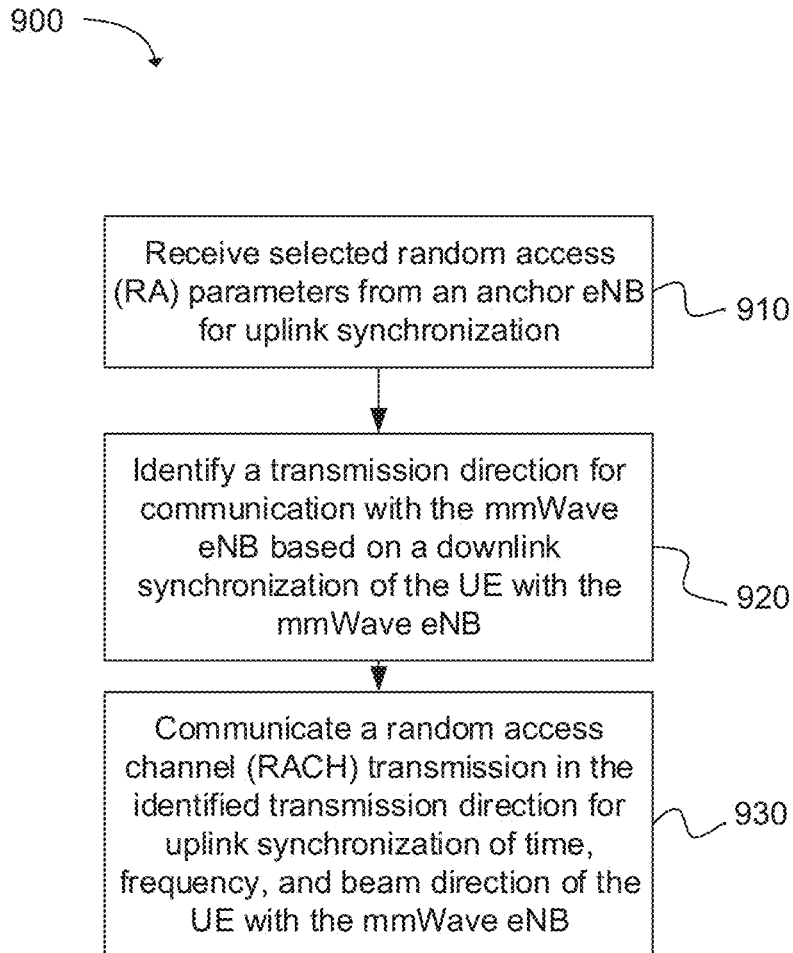 900
Receive selected random access
(RA) parameters from an anchor eNB
for uplink synchronization
910
Identify a transmission direction for
communication with the mmWave
eNB based on a downlink
synchronization of the UE with the
mmWave eNB
920
Communicate a random access
channel (RACH) transmission in the
identified transmission direction for
uplink synchronization of time,
frequency, and beam direction of the
UE with the mmWave eNB
930